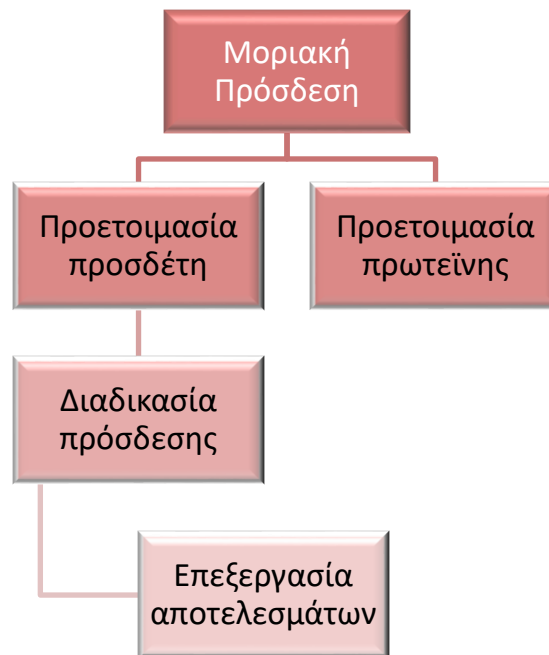 Μοριακή
Πρόσδεση
Προετοιμασία
προσδέτη
Προετοιμασία
πρωτεϊνης
Διαδικασία
πρόσδεσης
Επεξεργασία
αποτελεσμάτων